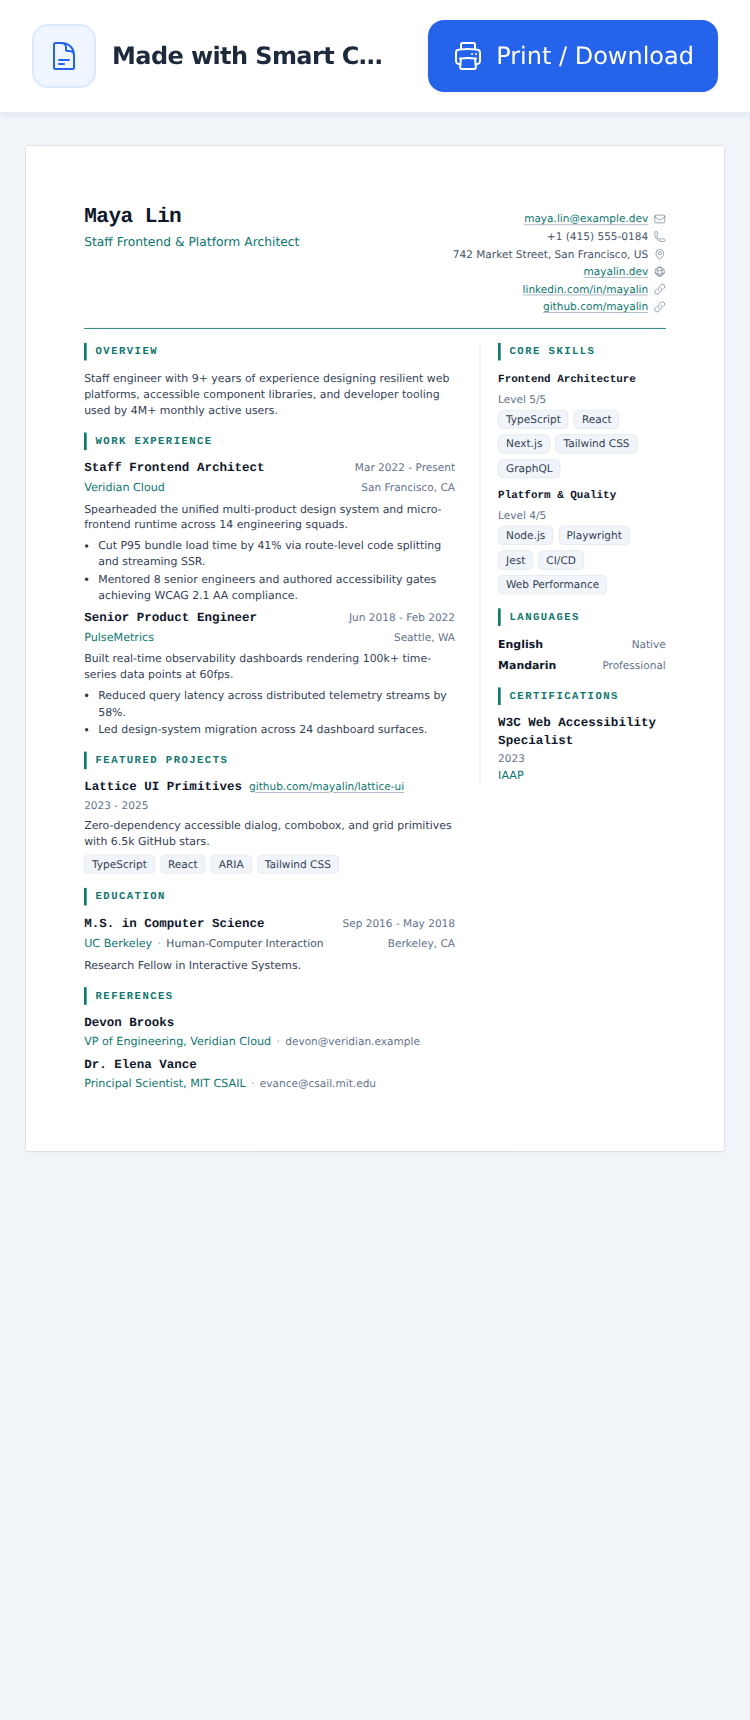 Made with Smart C...
Print / Download
Maya Lin
Staff Frontend & Platform Architect
maya.lin@example.dev
+1 (415) 555-0184
742 Market Street, San Francisco, US
mayalin.dev
linkedin.com/in/mayalin
github.com/mayalin
OVERVIEW
Staff engineer with 9+ years of experience designing resilient web
platforms, accessible component libraries, and developer tooling
used by 4M+ monthly active users.
WORK EXPERIENCE
Staff Frontend Architect Mar 2022 - Present
Veridian Cloud San Francisco, CA
Spearheaded the unified multi-product design system and micro-
frontend runtime across 14 engineering squads.
• Cut P95 bundle load time by 41% via route-level code splitting
and streaming SSR.
• Mentored 8 senior engineers and authored accessibility gates
achieving WCAG 2.1 AA compliance.
Senior Product Engineer Jun 2018 - Feb 2022
PulseMetrics Seattle, WA
Built real-time observability dashboards rendering 100k+ time-
series data points at 60fps.
• Reduced query latency across distributed telemetry streams by
58%.
• Led design-system migration across 24 dashboard surfaces.
FEATURED PROJECTS
Lattice UI Primitives github.com/mayalin/lattice-ui
2023 - 2025
Zero-dependency accessible dialog, combobox, and grid primitives
with 6.5k GitHub stars.
TypeScript React ARIA Tailwind CSS
EDUCATION
M.S. in Computer Science Sep 2016 - May 2018
UC Berkeley · Human-Computer Interaction Berkeley, CA
Research Fellow in Interactive Systems.
REFERENCES
Devon Brooks
VP of Engineering, Veridian Cloud · devon@veridian.example
Dr. Elena Vance
Principal Scientist, MIT CSAIL · evance@csail.mit.edu
CORE SKILLS
Frontend Architecture
Level 5/5
TypeScript React
Next.js Tailwind CSS
GraphQL
Platform & Quality
Level 4/5
Node.js Playwright
Jest CI/CD
Web Performance
LANGUAGES
English Native
Mandarin Professional
CERTIFICATIONS
W3C Web Accessibility
Specialist
2023
IAAP